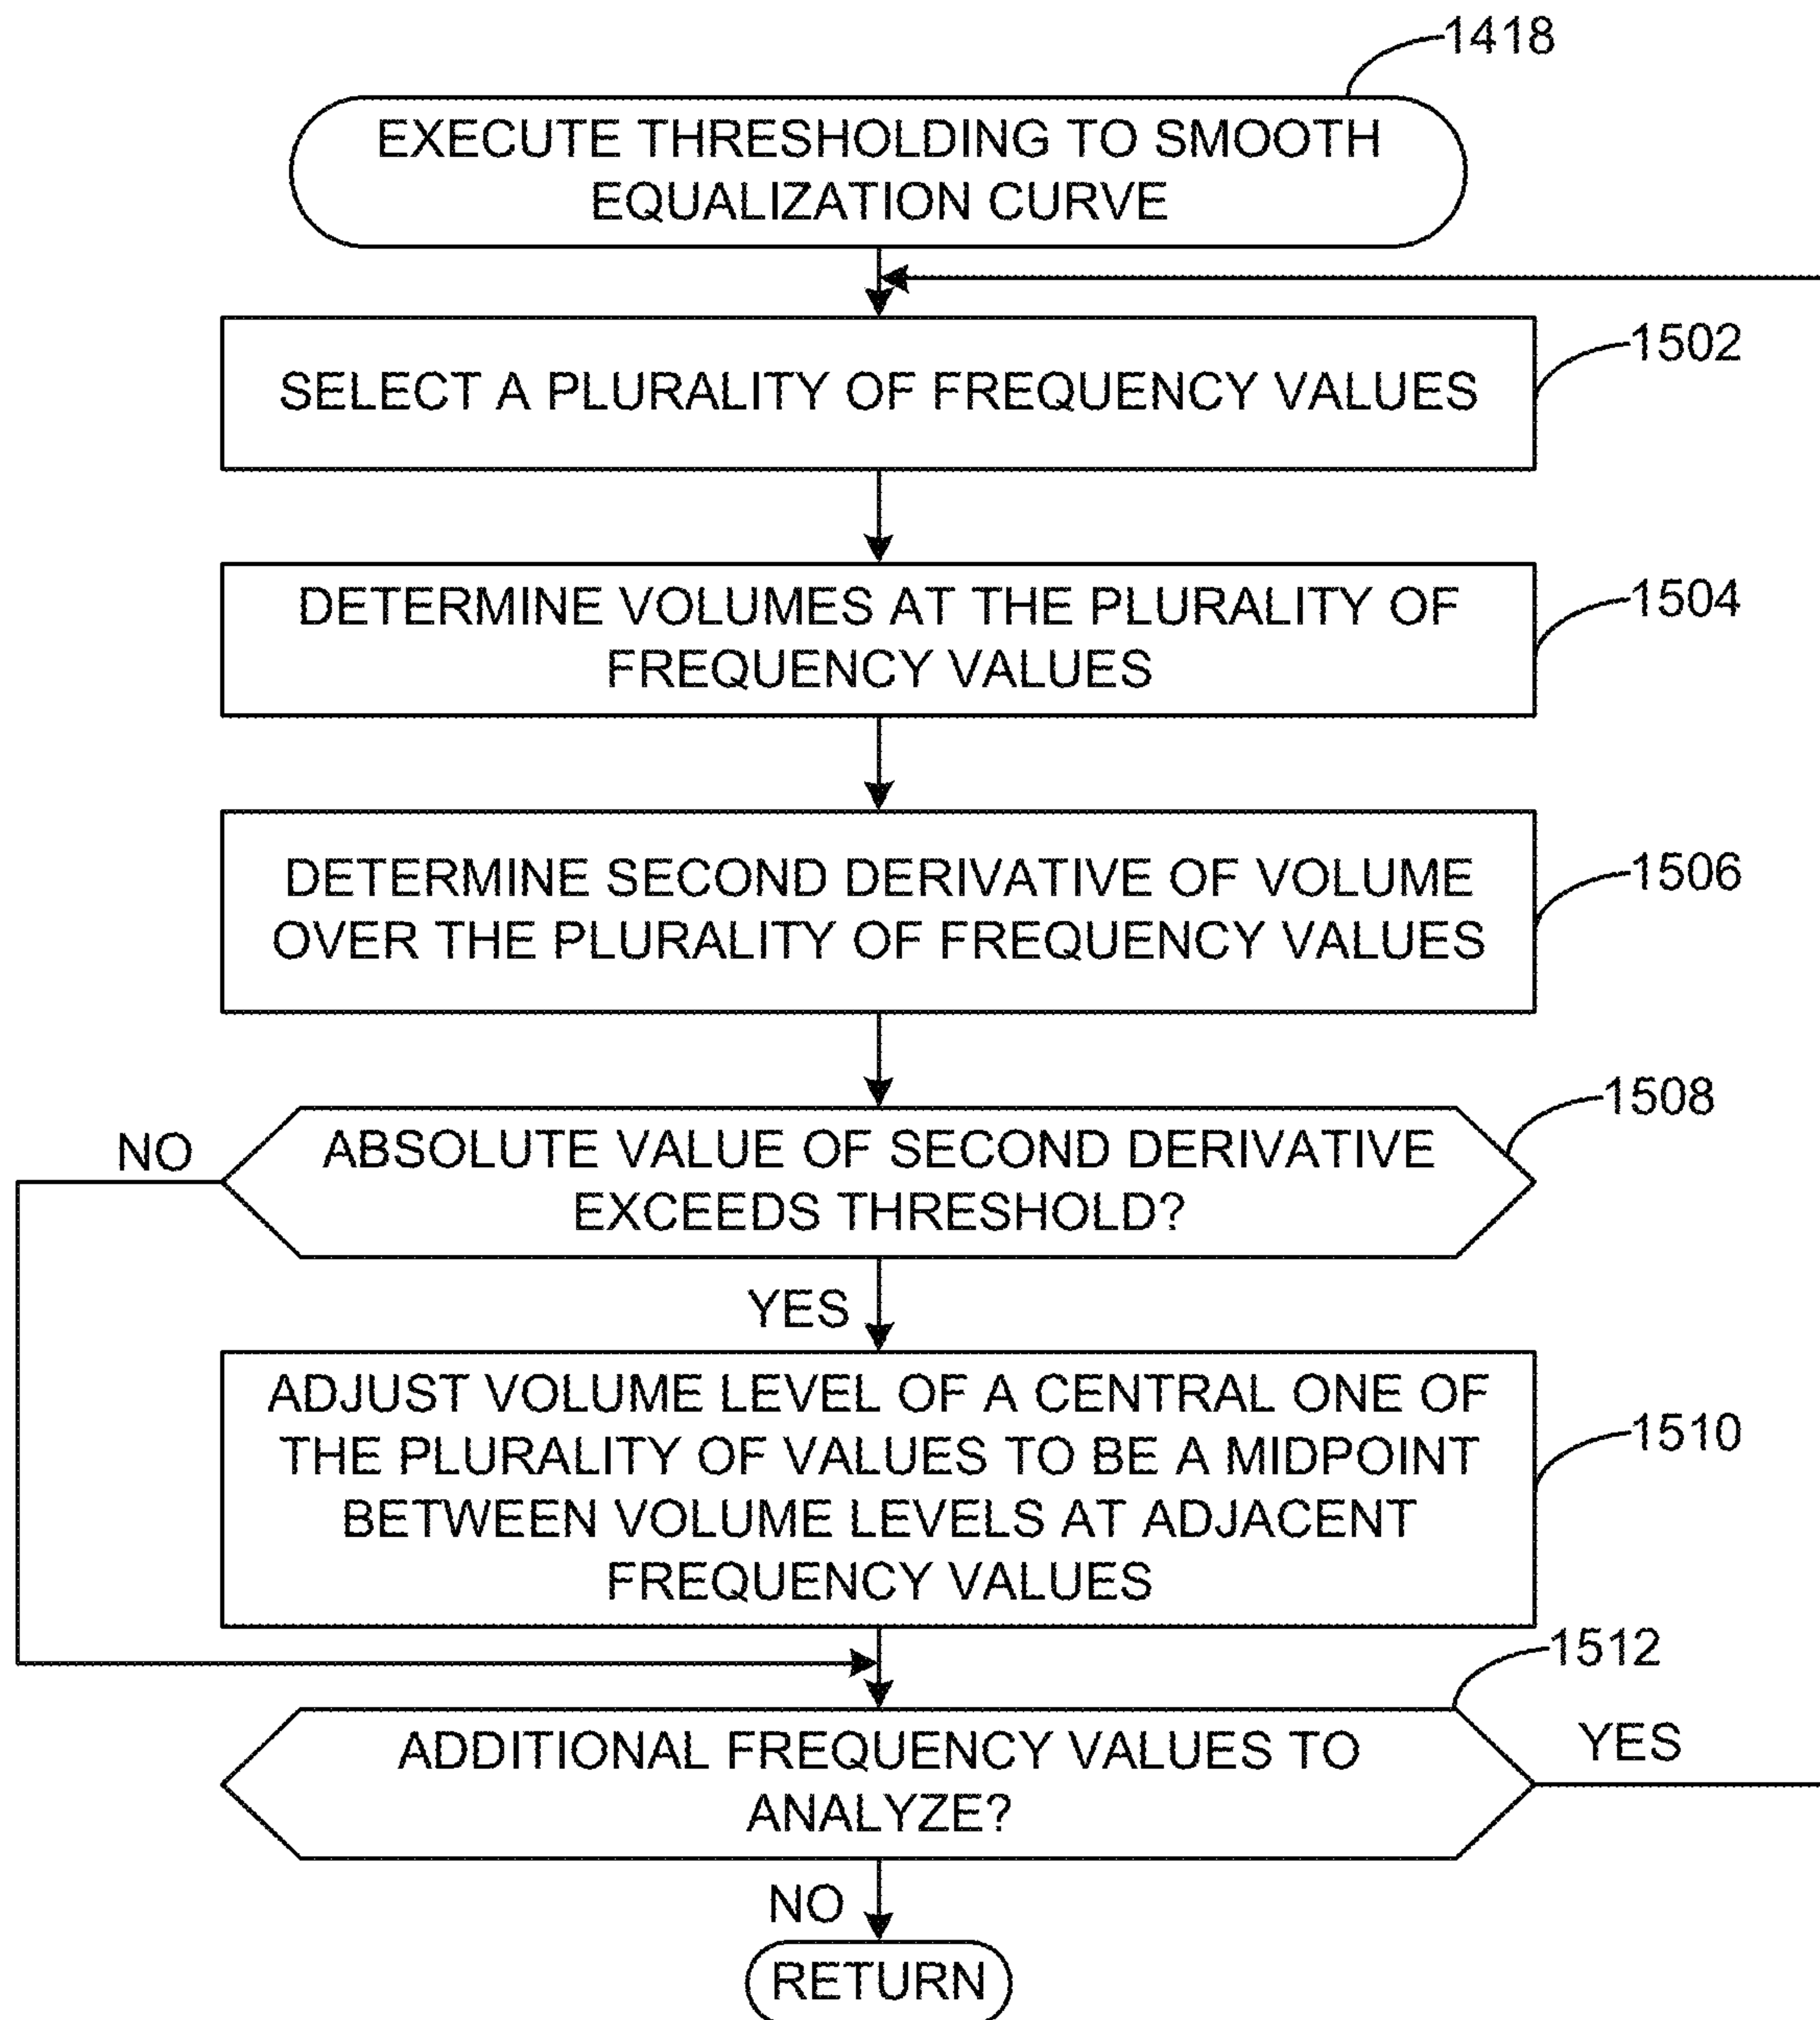 1418
EXECUTE THRESHOLDING TO SMOOTH
EQUALIZATION CURVE
1502
SELECT A PLURALITY OF FREQUENCY VALUES
1504
DETERMINE VOLUMES AT THE PLURALITY OF
FREQUENCY VALUES
1506
DETERMINE SECOND DERIVATIVE OF VOLUME
OVER THE PLURALITY OF FREQUENCY VALUES
1508
NO
ABSOLUTE VALUE OF SECOND DERIVATIVE
EXCEEDS THRESHOLD?
YES
ADJUST VOLUME LEVEL OF A CENTRAL ONE OF
THE PLURALITY OF VALUES TO BE A MIDPOINT
BETWEEN VOLUME LEVELS AT ADJACENT
FREQUENCY VALUES
1510
1512
ADDITIONAL FREQUENCY VALUES TO
ANALYZE?
YES
NO
RETURN